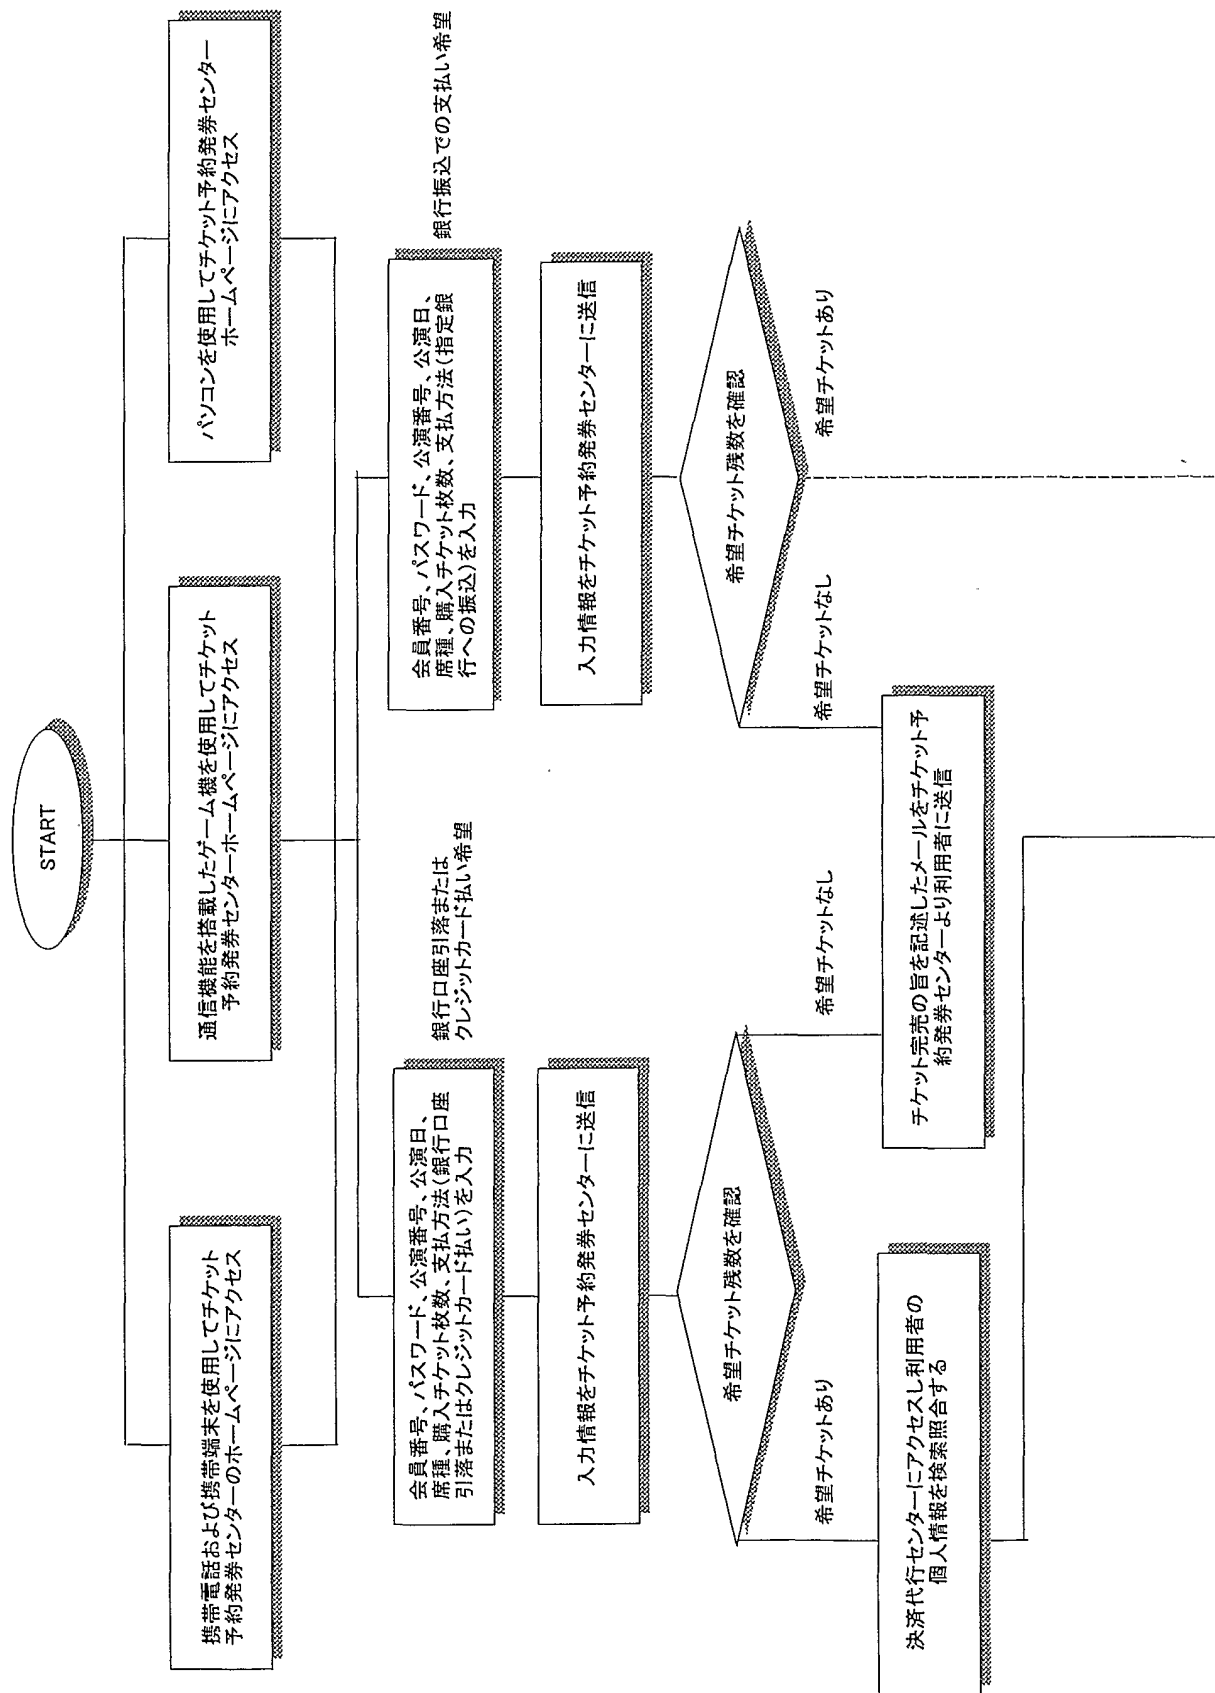 START
携帯電話および携帯端末を使用してチケット
予約発券センターのホームページにアクセス
通信機能を搭載したゲーム機を使用してチケット
予約発券センターホームページにアクセス
パソコンを使用してチケット予約発券センター
ホームページにアクセス
銀行口座引落または
クレジットカード払い希望
銀行振込での支払い希望
会員番号、パスワード、公演番号、公演日、
席種、購入チケット枚数、支払方法(銀行口座
引落またはクレジットカード払い)を入力
会員番号、パスワード、公演番号、公演日、
席種、購入チケット枚数、支払方法(指定銀
行への振込)を入力
入力情報をチケット予約発券センターに送信
入力情報をチケット予約発券センターに送信
希望チケット残数を確認
希望チケット残数を確認
希望チケットあり
希望チケットなし
希望チケットなし
希望チケットあり
決済代行センターにアクセスし利用者の
個人情報を検索照合する
チケット完売の旨を記述したメールをチケット予
約発券センターより利用者に送信